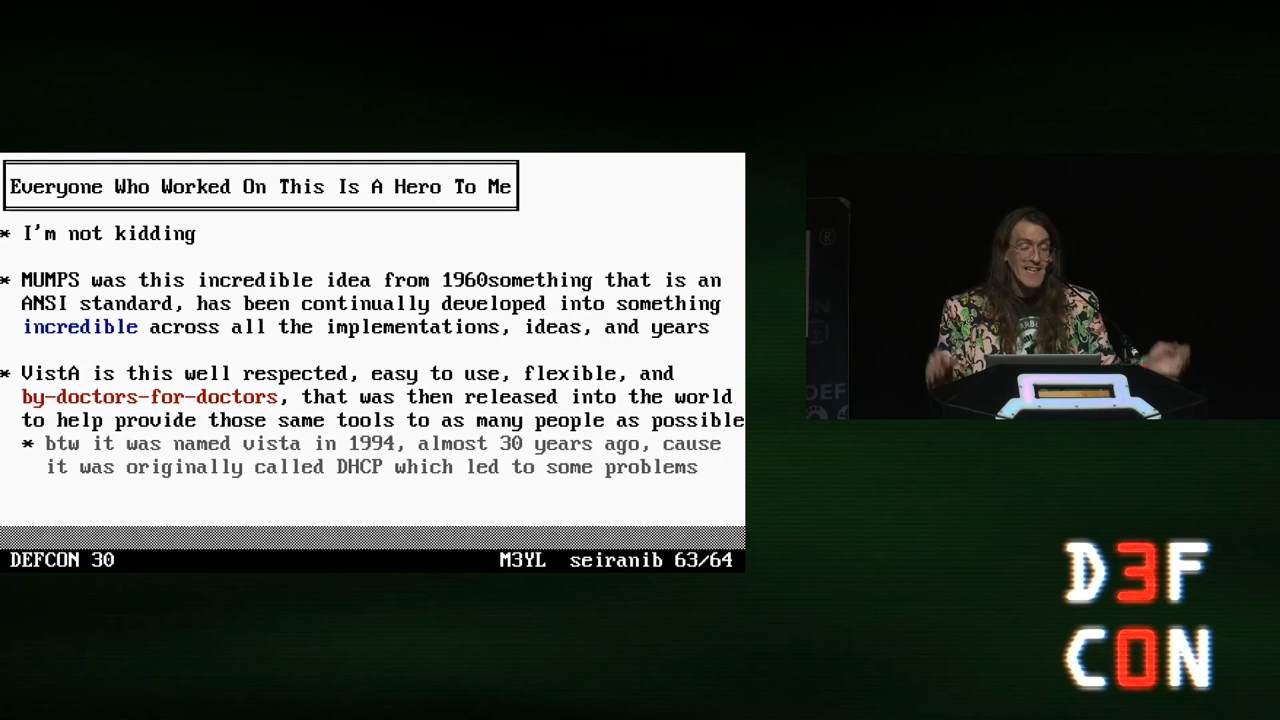 Everyone Who Worked On This Is A Hero To Me
* I'm not kidding
* MUMPS was this incredible idea from 1960something that is an
ANSI standard, has been continually developed into something
incredible across all the implementations, ideas, and years
* VistA is this well respected, easy to use, flexible, and
by-doctors-for-doctors, that was then released into the world
to help provide those same tools to as many people as possible
* btw it was named vista in 1994, almost 30 years ago, cause
it was originally called DHCP which led to some problems
DEFCON 30
M3YL seiranib 63/64
®
DEF
D3F
C0N